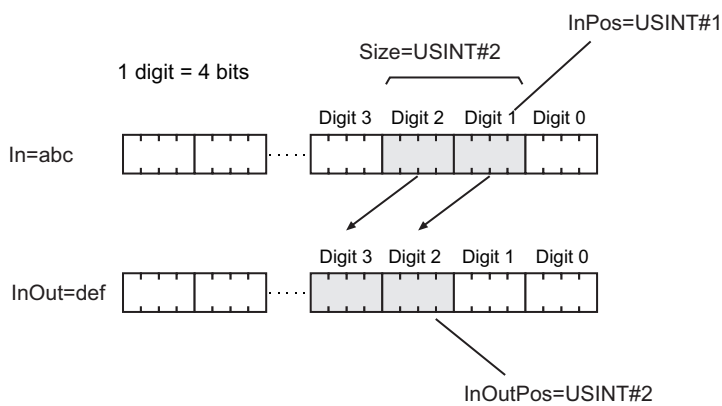 InPos=USINT#1
Size=USINT#2
1 digit = 4 bits
Digit 3 Digit 2 Digit 1 Digit 0
In=abc
Digit 3 Digit 2 Digit 1 Digit 0
InOut=def
InOutPos=USINT#2